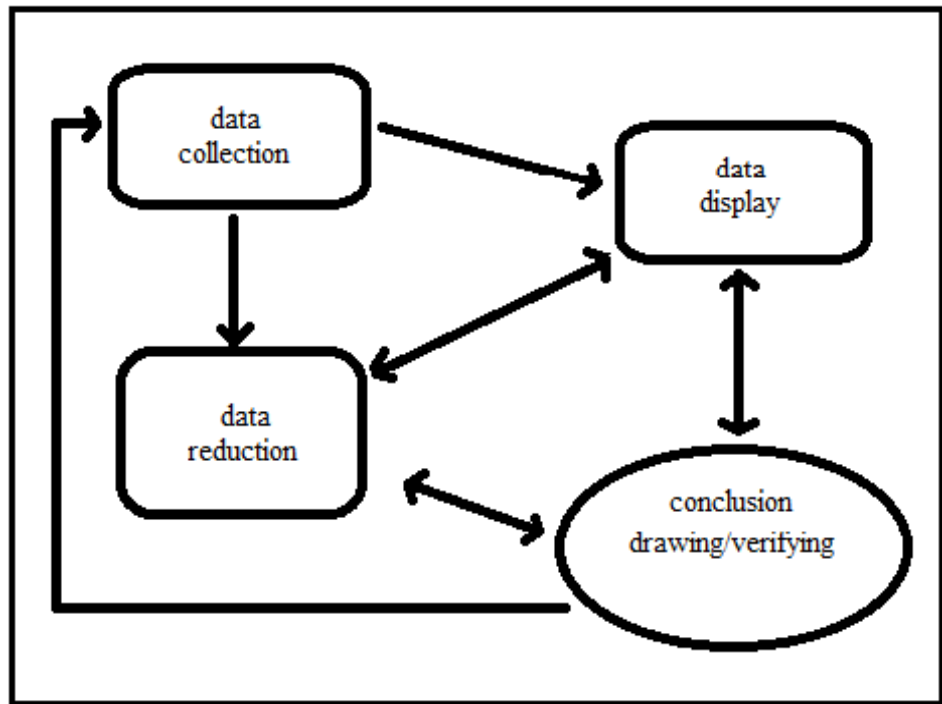 data
collection
data
display
data
reduction
conclusion
drawing/verifying